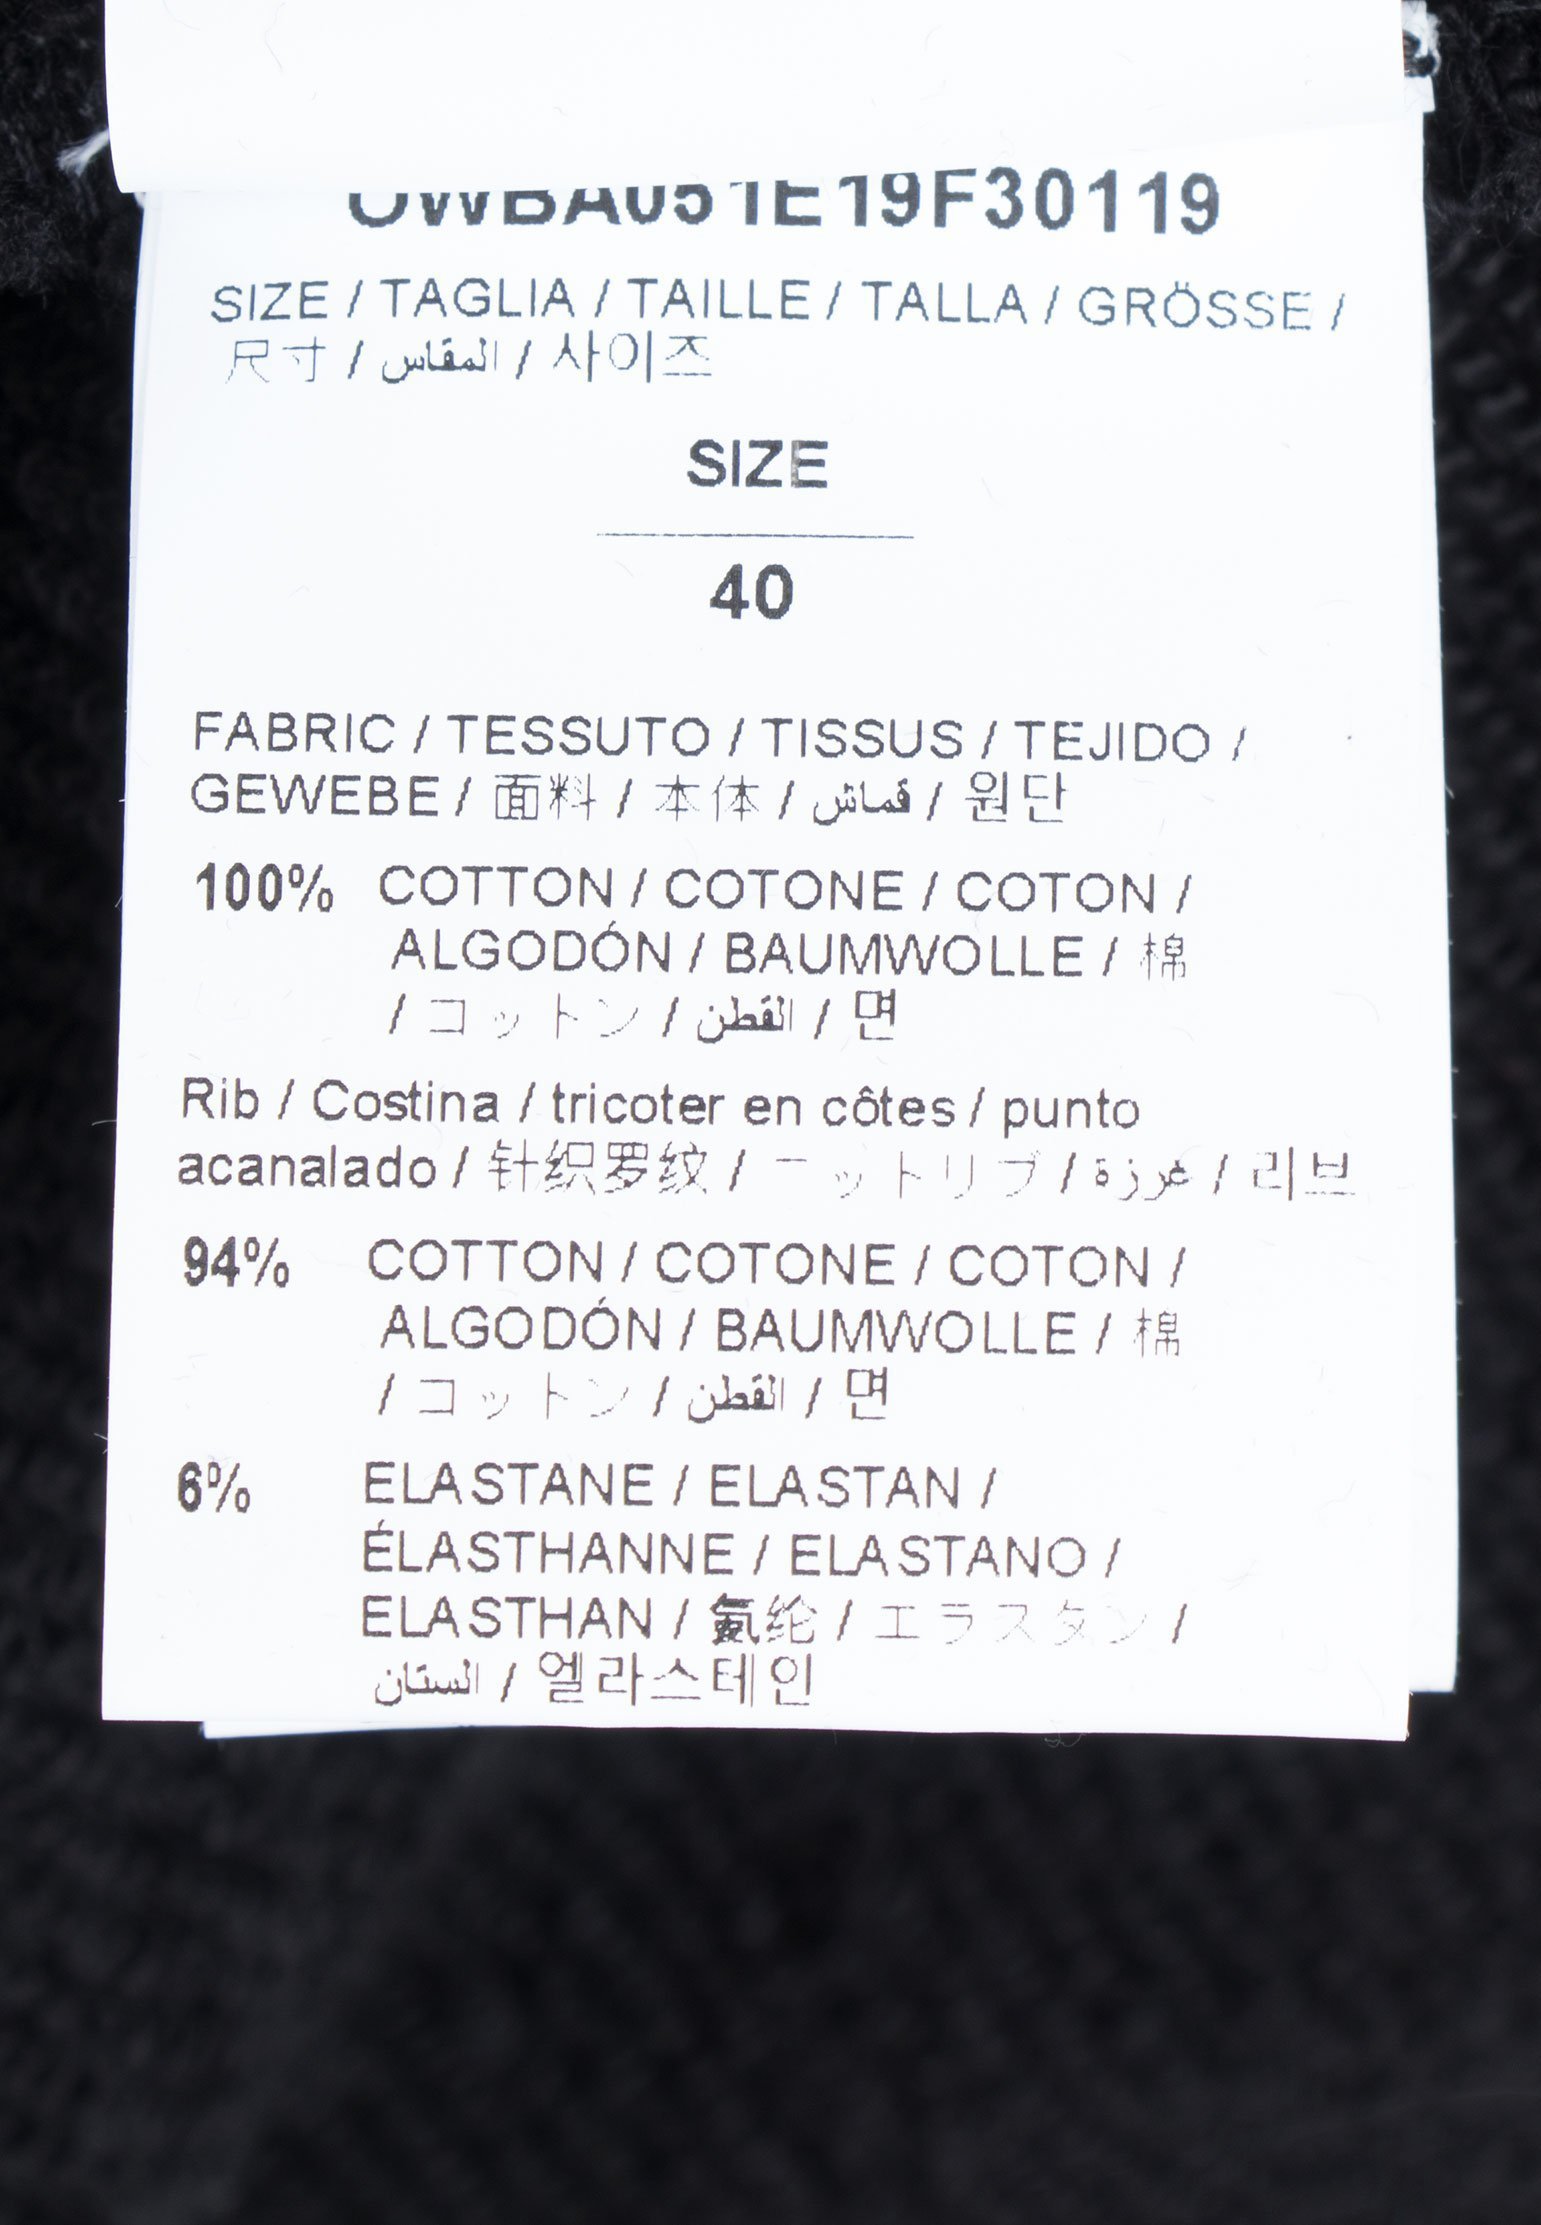 OWBA051E19F30119
SIZE / TAGLIA / TAILLE / TALLA / GRÖSSE /
尺寸 / المقاس / 사이즈
SIZE
40
FABRIC / TESSUTO / TISSUS / TEJIDO /
GEWEBE / 面料 / 本体 / قماش / 원단
100% COTTON / COTONE / COTON /
ALGODÓN / BAUMWOLLE / 棉
/ コットン / القطن / 면
Rib / Costina / tricoter en côtes / punto
acanalado / 针织罗纹 / ニットリブ / غرزة / 리브
94% COTTON / COTONE / COTON /
ALGODÓN / BAUMWOLLE / 棉
/ コットン / القطن / 면
6% ELASTANE / ELASTAN /
ÉLASTHANNE / ELASTANO /
ELASTHAN / 氨纶 / エラスタン /
الستان / 엘라스테인